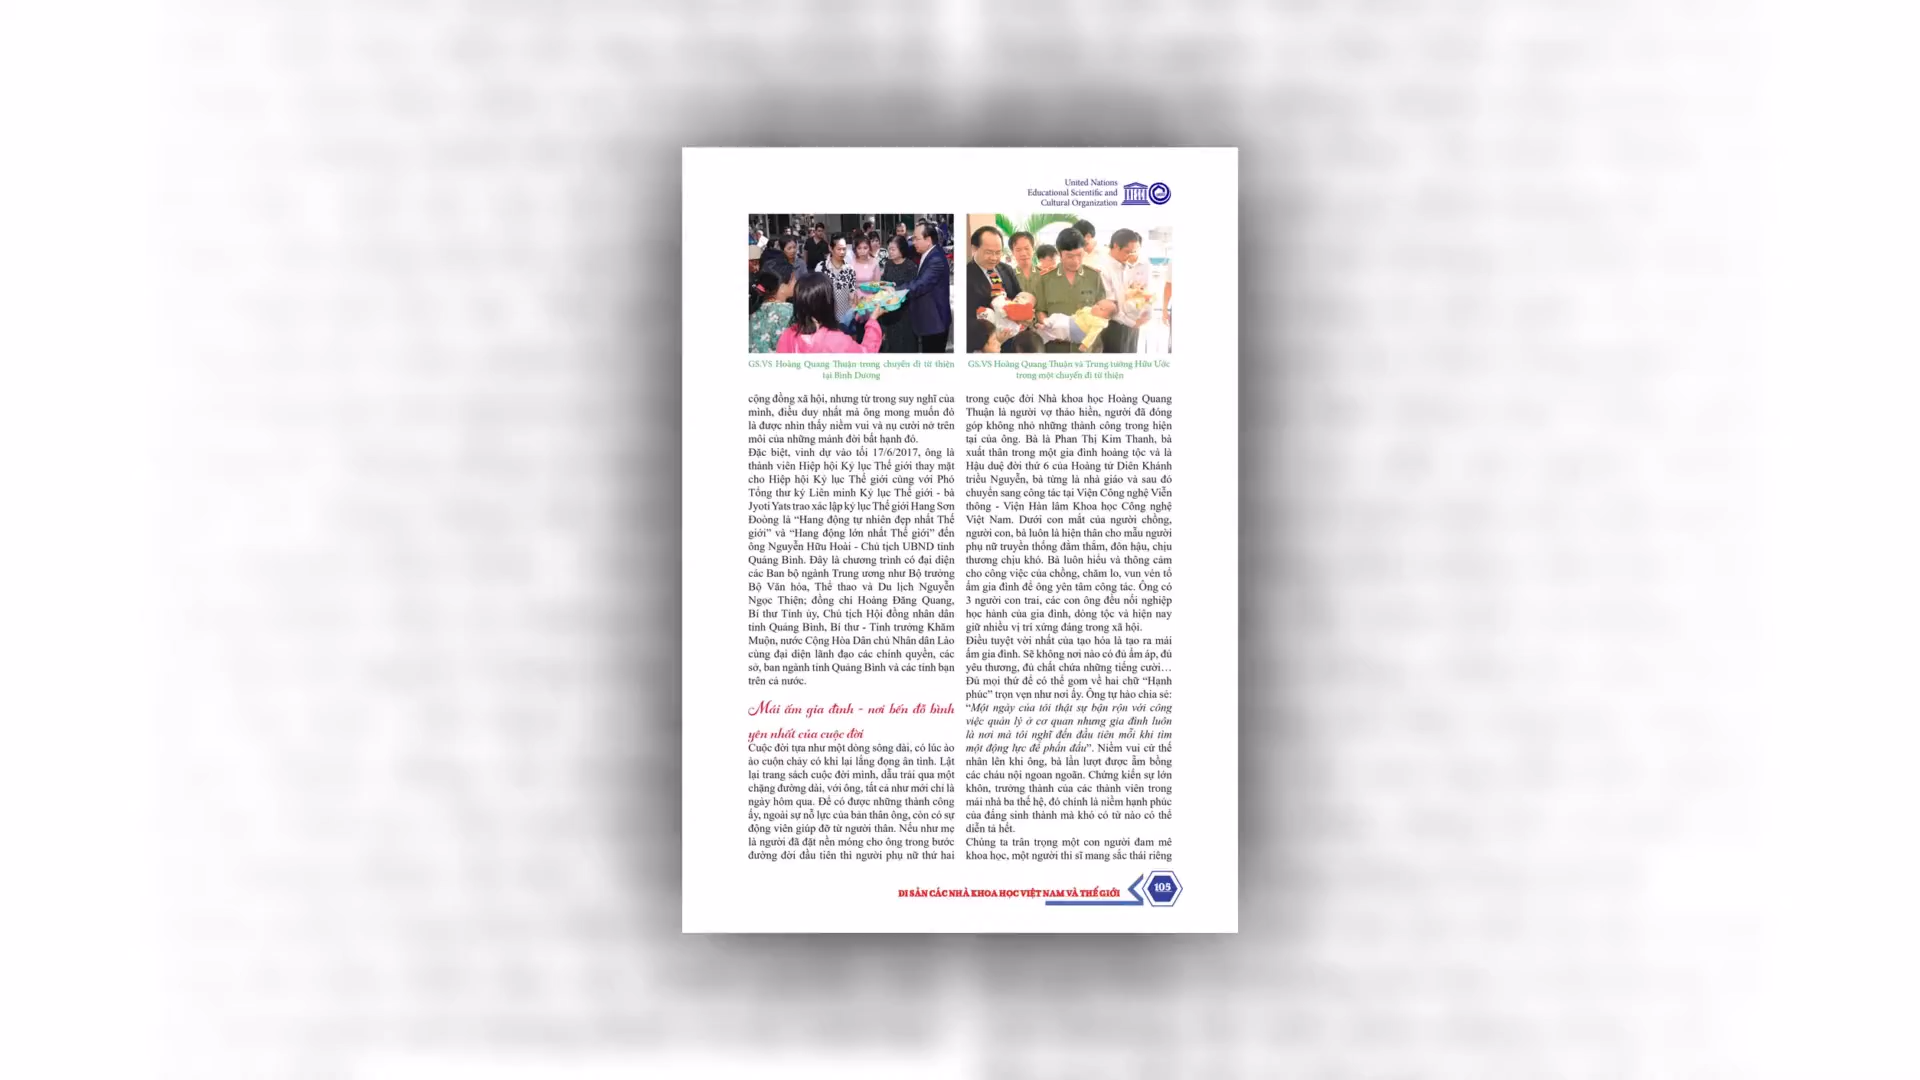 United Nations
Educational Scientific and
Cultural Organization
GS.VS Hoàng Quang Thuận trong chuyến đi từ thiện
tại Bình Dương
GS.VS Hoàng Quang Thuận và Trung tướng Hữu Ước
trong một chuyến đi từ thiện
cộng đồng xã hội, nhưng từ trong suy nghĩ của
mình, điều duy nhất mà ông mong muốn đó
là được nhìn thấy niềm vui và nụ cười nở trên
môi của những mảnh đời bất hạnh đó.
Đặc biệt, vinh dự vào tối 17/6/2017, ông là
thành viên Hiệp hội Kỷ lục Thế giới thay mặt
cho Hiệp hội Kỷ lục Thế giới cùng với Phó
Tổng thư ký Liên minh Kỷ lục Thế giới - bà
Jyoti Yats trao xác lập kỷ lục Thế giới Hang Sơn
Đoòng là “Hang động tự nhiên đẹp nhất Thế
giới” và “Hang động lớn nhất Thế giới” đến
ông Nguyễn Hữu Hoài - Chủ tịch UBND tỉnh
Quảng Bình. Đây là chương trình có đại diện
các Ban bộ ngành Trung ương như Bộ trưởng
Bộ Văn hóa, Thể thao và Du lịch Nguyễn
Ngọc Thiện; đồng chí Hoàng Đăng Quang,
Bí thư Tỉnh ủy, Chủ tịch Hội đồng nhân dân
tỉnh Quảng Bình, Bí thư - Tỉnh trưởng Khăm
Muộn, nước Cộng Hòa Dân chủ Nhân dân Lào
cùng đại diện lãnh đạo các chính quyền, các
sở, ban ngành tỉnh Quảng Bình và các tỉnh bạn
trên cả nước.
Mái ấm gia đình - nơi bến đỗ bình
yên nhất của cuộc đời
Cuộc đời tựa như một dòng sông dài, có lúc ào
ào cuộn chảy có khi lại lắng đọng ân tình. Lật
lại trang sách cuộc đời mình, dẫu trải qua một
chặng đường dài, với ông, tất cả như mới chỉ là
ngày hôm qua. Để có được những thành công
ấy, ngoài sự nỗ lực của bản thân ông, còn có sự
động viên giúp đỡ từ người thân. Nếu như mẹ
là người đã đặt nền móng cho ông trong bước
đường đời đầu tiên thì người phụ nữ thứ hai
trong cuộc đời Nhà khoa học Hoàng Quang
Thuận là người vợ thảo hiền, người đã đóng
góp không nhỏ những thành công trong hiện
tại của ông. Bà là Phan Thị Kim Thanh, bà
xuất thân trong một gia đình hoàng tộc và là
Hậu duệ đời thứ 6 của Hoàng tử Diên Khánh
triều Nguyễn, bà từng là nhà giáo và sau đó
chuyển sang công tác tại Viện Công nghệ Viễn
thông - Viện Hàn lâm Khoa học Công nghệ
Việt Nam. Dưới con mắt của người chồng,
người con, bà luôn là hiện thân cho mẫu người
phụ nữ truyền thống đằm thắm, đôn hậu, chịu
thương chịu khó. Bà luôn hiểu và thông cảm
cho công việc của chồng, chăm lo, vun vén tổ
ấm gia đình để ông yên tâm công tác. Ông có
3 người con trai, các con ông đều nối nghiệp
học hành của gia đình, dòng tộc và hiện nay
giữ nhiều vị trí xứng đáng trong xã hội.
Điều tuyệt vời nhất của tạo hóa là tạo ra mái
ấm gia đình. Sẽ không nơi nào có đủ ấm áp, đủ
yêu thương, đủ chất chứa những tiếng cười…
Đủ mọi thứ để có thể gom về hai chữ “Hạnh
phúc” trọn vẹn như nơi ấy. Ông tự hào chia sẻ:
“Một ngày của tôi thật sự bận rộn với công
việc quản lý ở cơ quan nhưng gia đình luôn
là nơi mà tôi nghĩ đến đầu tiên mỗi khi tìm
một động lực để phấn đấu”. Niềm vui cứ thế
nhân lên khi ông, bà lần lượt được ẵm bồng
các cháu nội ngoan ngoãn. Chứng kiến sự lớn
khôn, trưởng thành của các thành viên trong
mái nhà ba thế hệ, đó chính là niềm hạnh phúc
của đấng sinh thành mà khó có từ nào có thể
diễn tả hết.
Chúng ta trân trọng một con người đam mê
khoa học, một người thi sĩ mang sắc thái riêng
DI SẢN CÁC NHÀ KHOA HỌC VIỆT NAM VÀ THẾ GIỚI
105